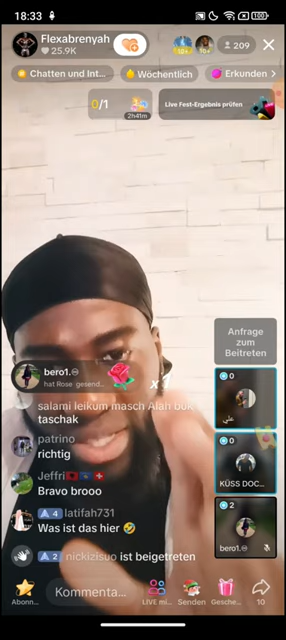 18:33
100
Flexabrenyah
25.9K
209
Chatten und Int...
Wöchentlich
Erkunden
0/1
2h41m
Live Fest-Ergebnis prüfen
Anfrage
zum
Beitreten
bero1.
hat Rose gesend...
x1
salami leikum masch Alah buk
taschak
0
patrino
richtig
0
KÜSS DOC...
Jeffri
Bravo brooo
4 latifah731
Was ist das hier
2
bero1.
2 nickizisuo ist beigetreten
Abonn...
Kommenta...
LIVE mi...
Senden
Gesche...
10